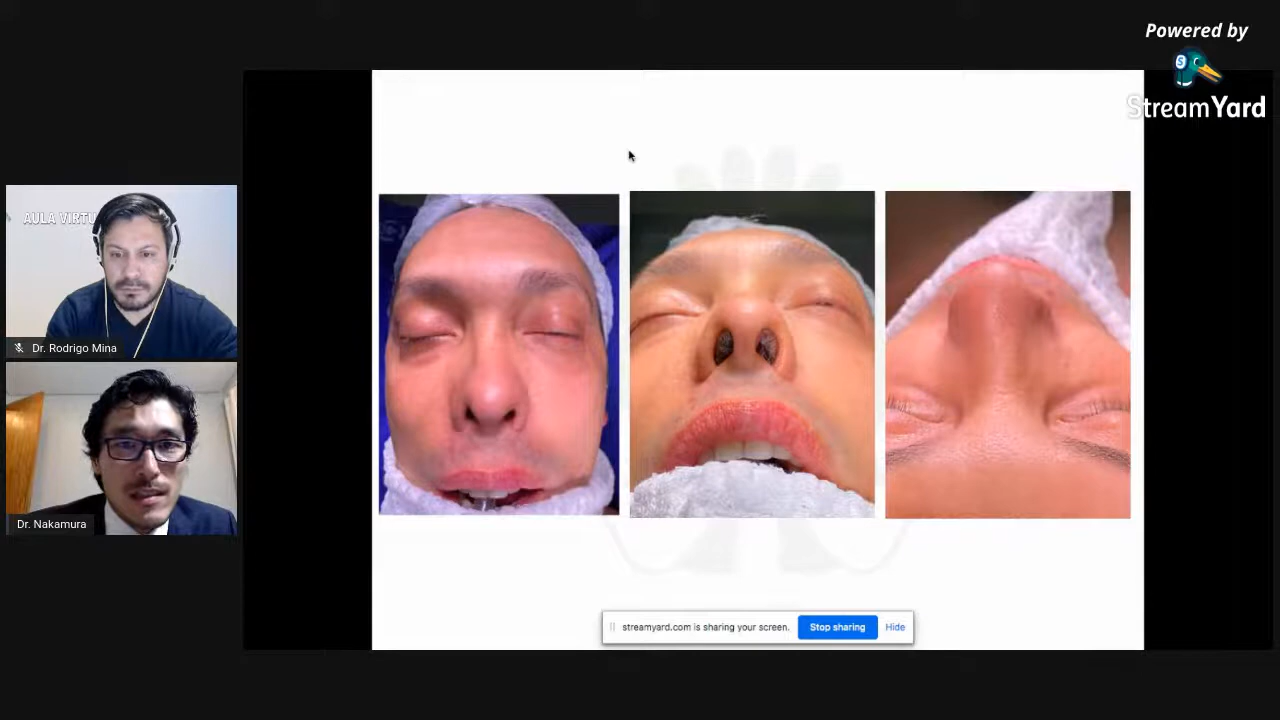 Powered by
StreamYard
AULA VIRTU
Dr. Rodrigo Mina
Dr. Nakamura
streamyard.com is sharing your screen.
Stop sharing
Hide